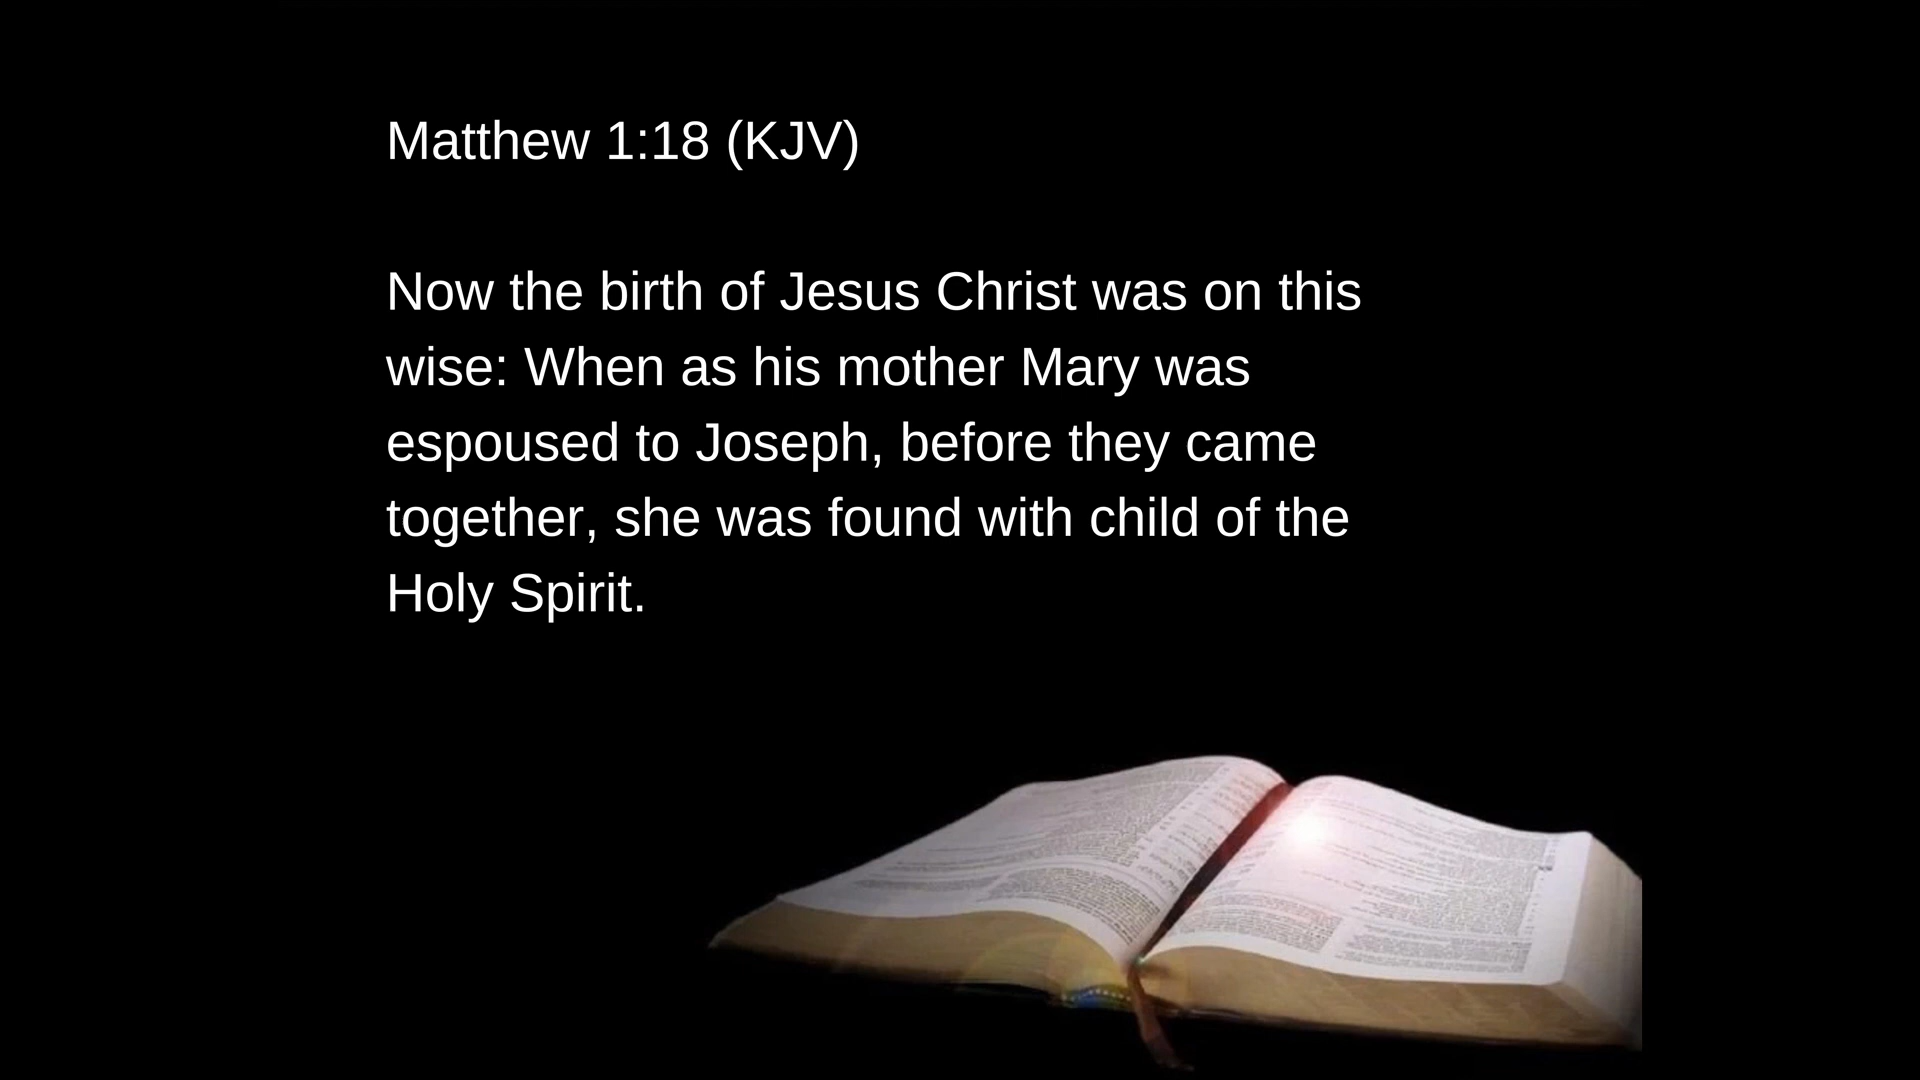 Matthew 1:18 (KJV)
Now the birth of Jesus Christ was on this
wise: When as his mother Mary was
espoused to Joseph, before they came
together, she was found with child of the
Holy Spirit.